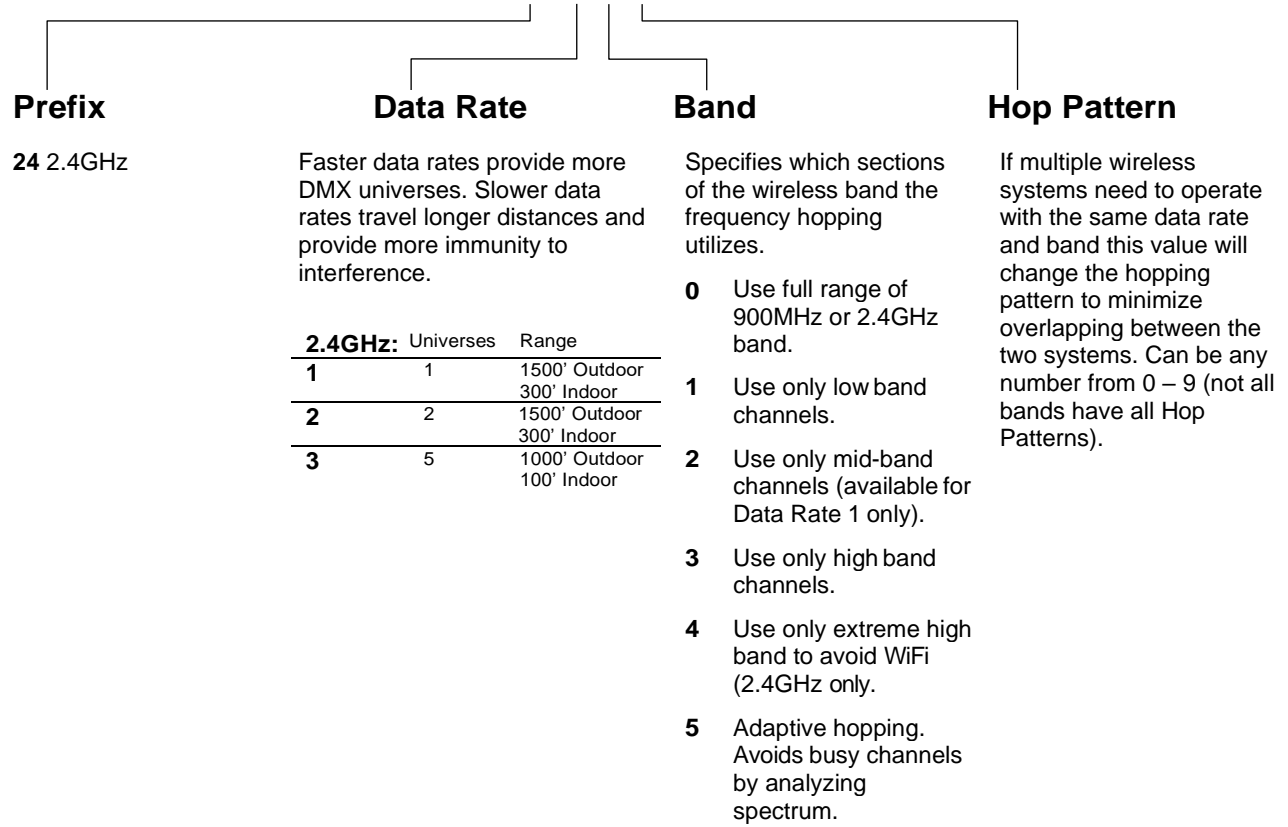 Prefix
24 2.4GHz
Data Rate
Faster data rates provide more
DMX universes. Slower data
rates travel longer distances and
provide more immunity to
interference.
2.4GHz: Universes Range
1 1 1500’ Outdoor
300’ Indoor
2 2 1500’ Outdoor
300’ Indoor
3 5 1000’ Outdoor
100’ Indoor
Band
Specifies which sections
of the wireless band the
frequency hopping
utilizes.
0 Use full range of
900MHz or 2.4GHz
band.
1 Use only low band
channels.
2 Use only mid-band
channels (available for
Data Rate 1 only).
3 Use only high band
channels.
4 Use only extreme high
band to avoid WiFi
(2.4GHz only.
5 Adaptive hopping.
Avoids busy channels
by analyzing
spectrum.
Hop Pattern
If multiple wireless
systems need to operate
with the same data rate
and band this value will
change the hopping
pattern to minimize
overlapping between the
two systems. Can be any
number from 0 – 9 (not all
bands have all Hop
Patterns).